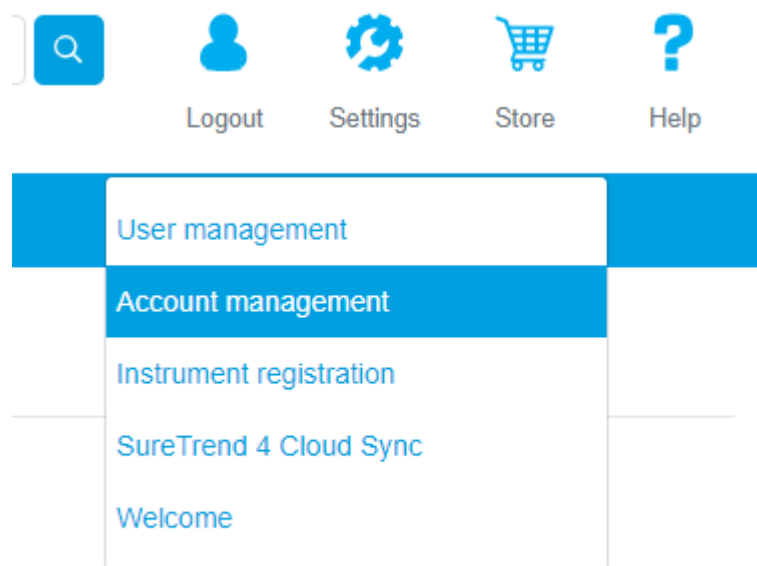 Logout Settings Store Help
User management
Account management
Instrument registration
SureTrend 4 Cloud Sync
Welcome